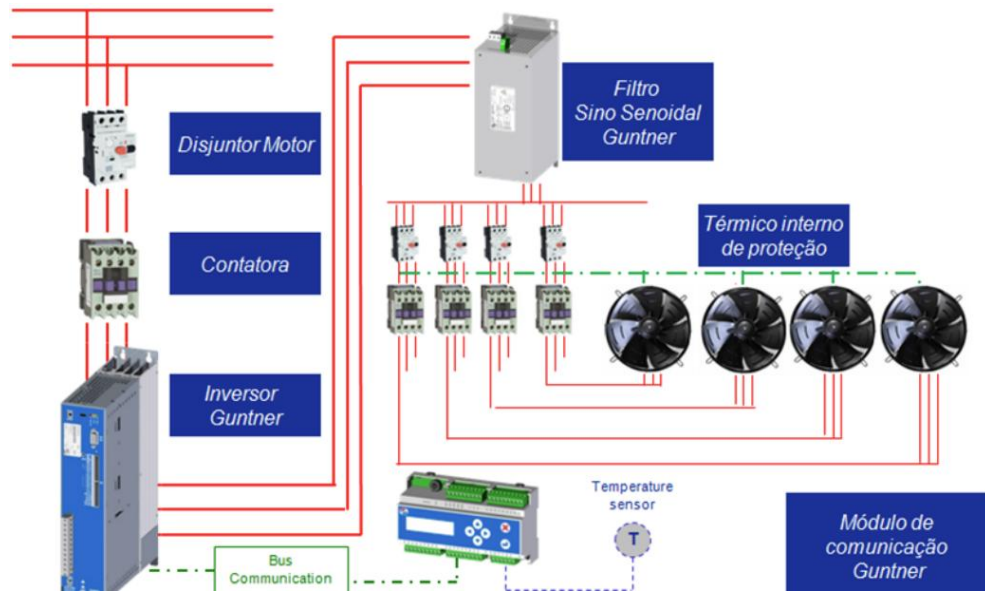 Filtro
Sino Senoidal
Guntner
Disjuntor Motor
Térmico interno
de proteção
Contatora
Inversor
Guntner
Temperature
sensor
T
Módulo de
comunicação
Guntner
Bus
Communication